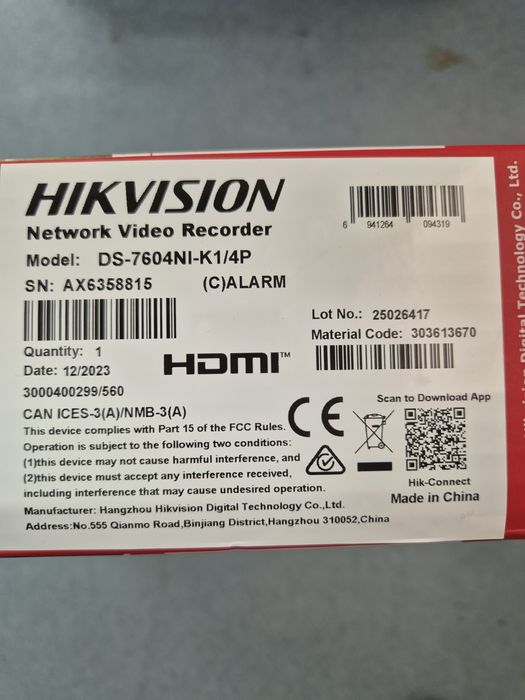 HIKVISION
Network Video Recorder
Model: DS-7604NI-K1/4P
SN: AX6358815 (C)ALARM
6 941264 094319
Lot No.: 25026417
Material Code: 303613670
Quantity: 1
Date: 12/2023
HDMI™
3000400299/560
CAN ICES-3(A)/NMB-3(A)
This device complies with Part 15 of the FCC Rules.
Operation is subject to the following two conditions:
(1)this device may not cause harmful interference, and
(2)this device must accept any interference received,
including interference that may cause undesired operation.
CE
Scan to Download App
Hik-Connect
Made in China
Manufacturer: Hangzhou Hikvision Digital Technology Co.,Ltd.
Address:No.555 Qianmo Road,Binjiang District,Hangzhou 310052,China
Digital Technology Co., Ltd.